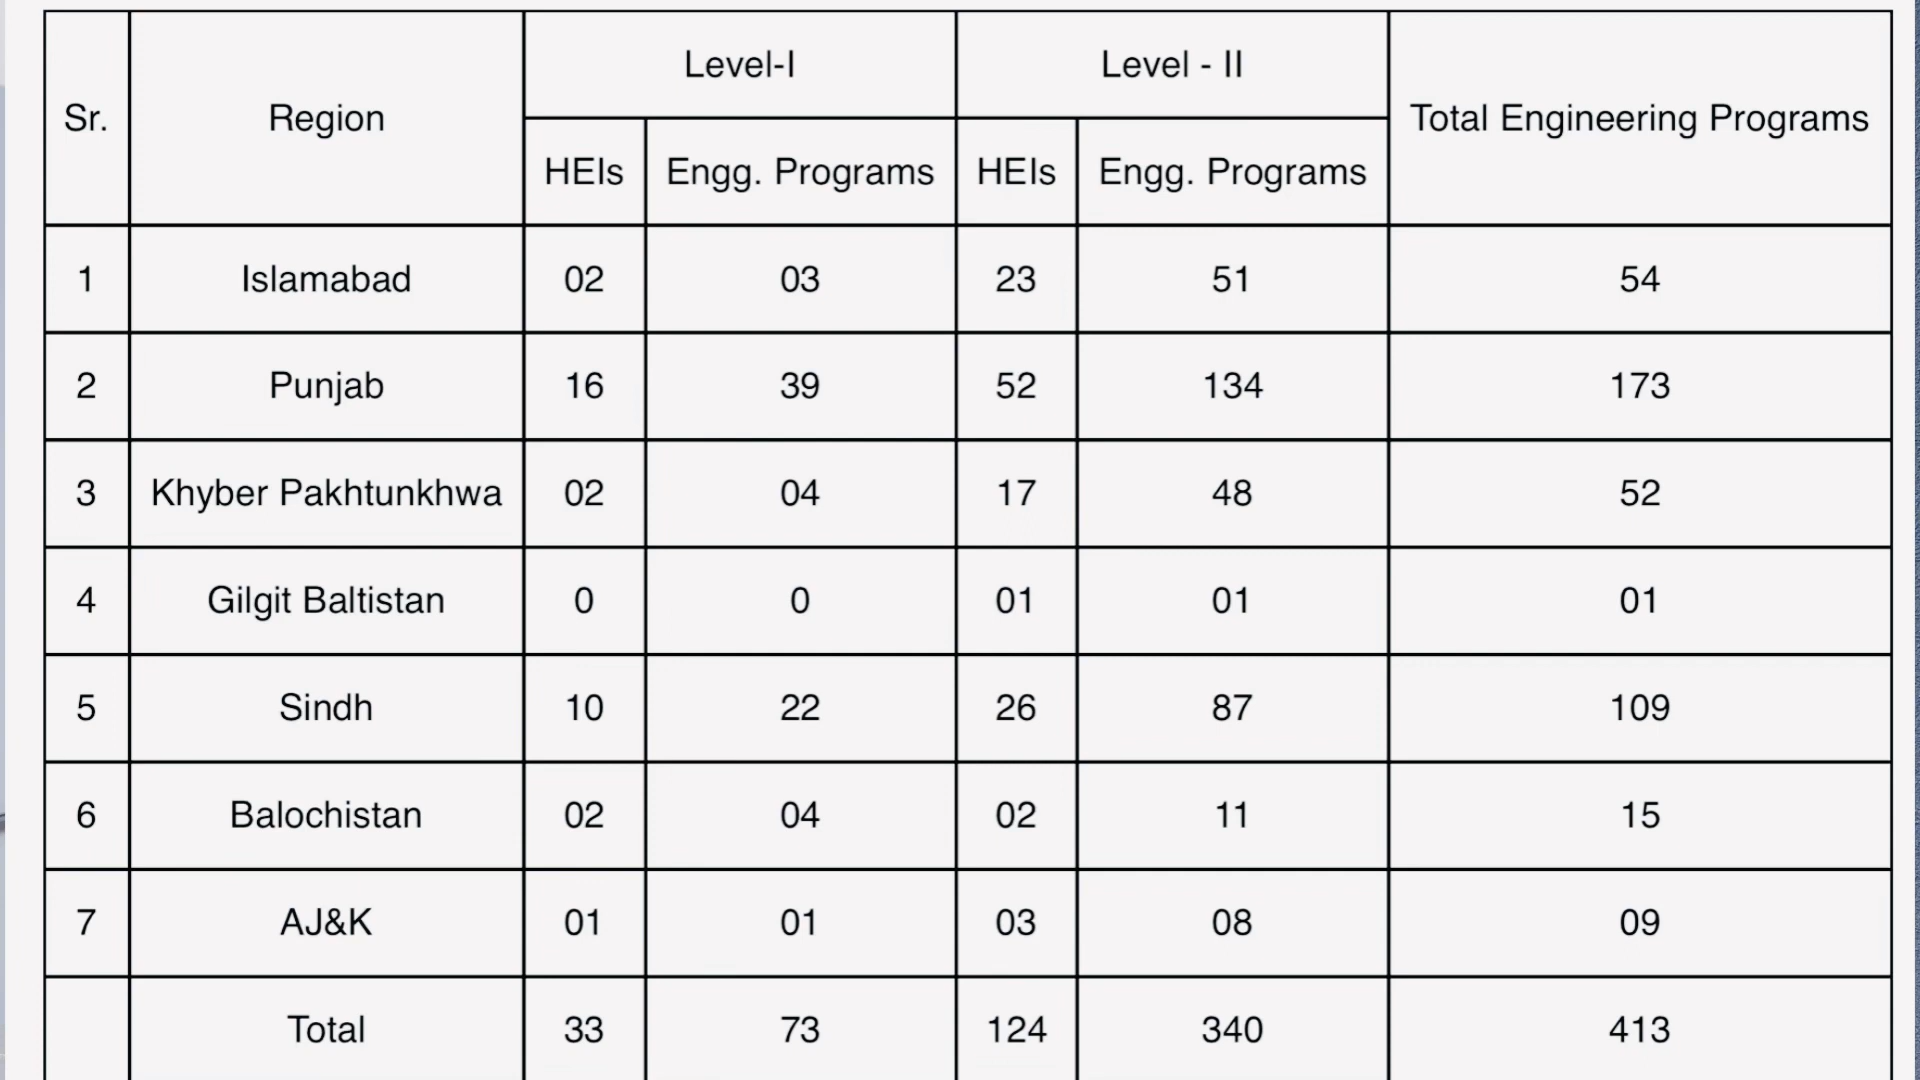 Sr. Region Level-I Level - II Total Engineering Programs
HEIs Engg. Programs HEIs Engg. Programs
1 Islamabad 02 03 23 51 54
2 Punjab 16 39 52 134 173
3 Khyber Pakhtunkhwa 02 04 17 48 52
4 Gilgit Baltistan 0 0 01 01 01
5 Sindh 10 22 26 87 109
6 Balochistan 02 04 02 11 15
7 AJ&K 01 01 03 08 09
Total 33 73 124 340 413